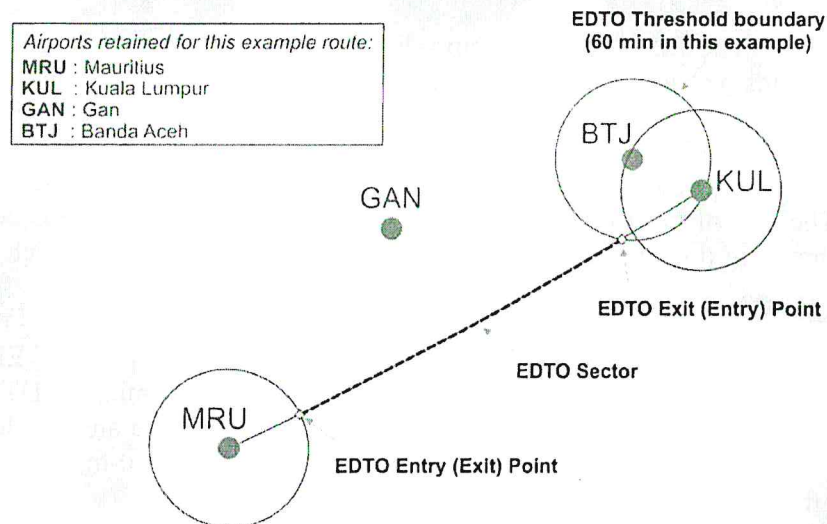 EDTO Threshold boundary
(60 min in this example)
Airports retained for this example route:
MRU : Mauritius
KUL : Kuala Lumpur
GAN : Gan
BTJ : Banda Aceh
BTJ
KUL
GAN
EDTO Exit (Entry) Point
EDTO Sector
MRU
EDTO Entry (Exit) Point